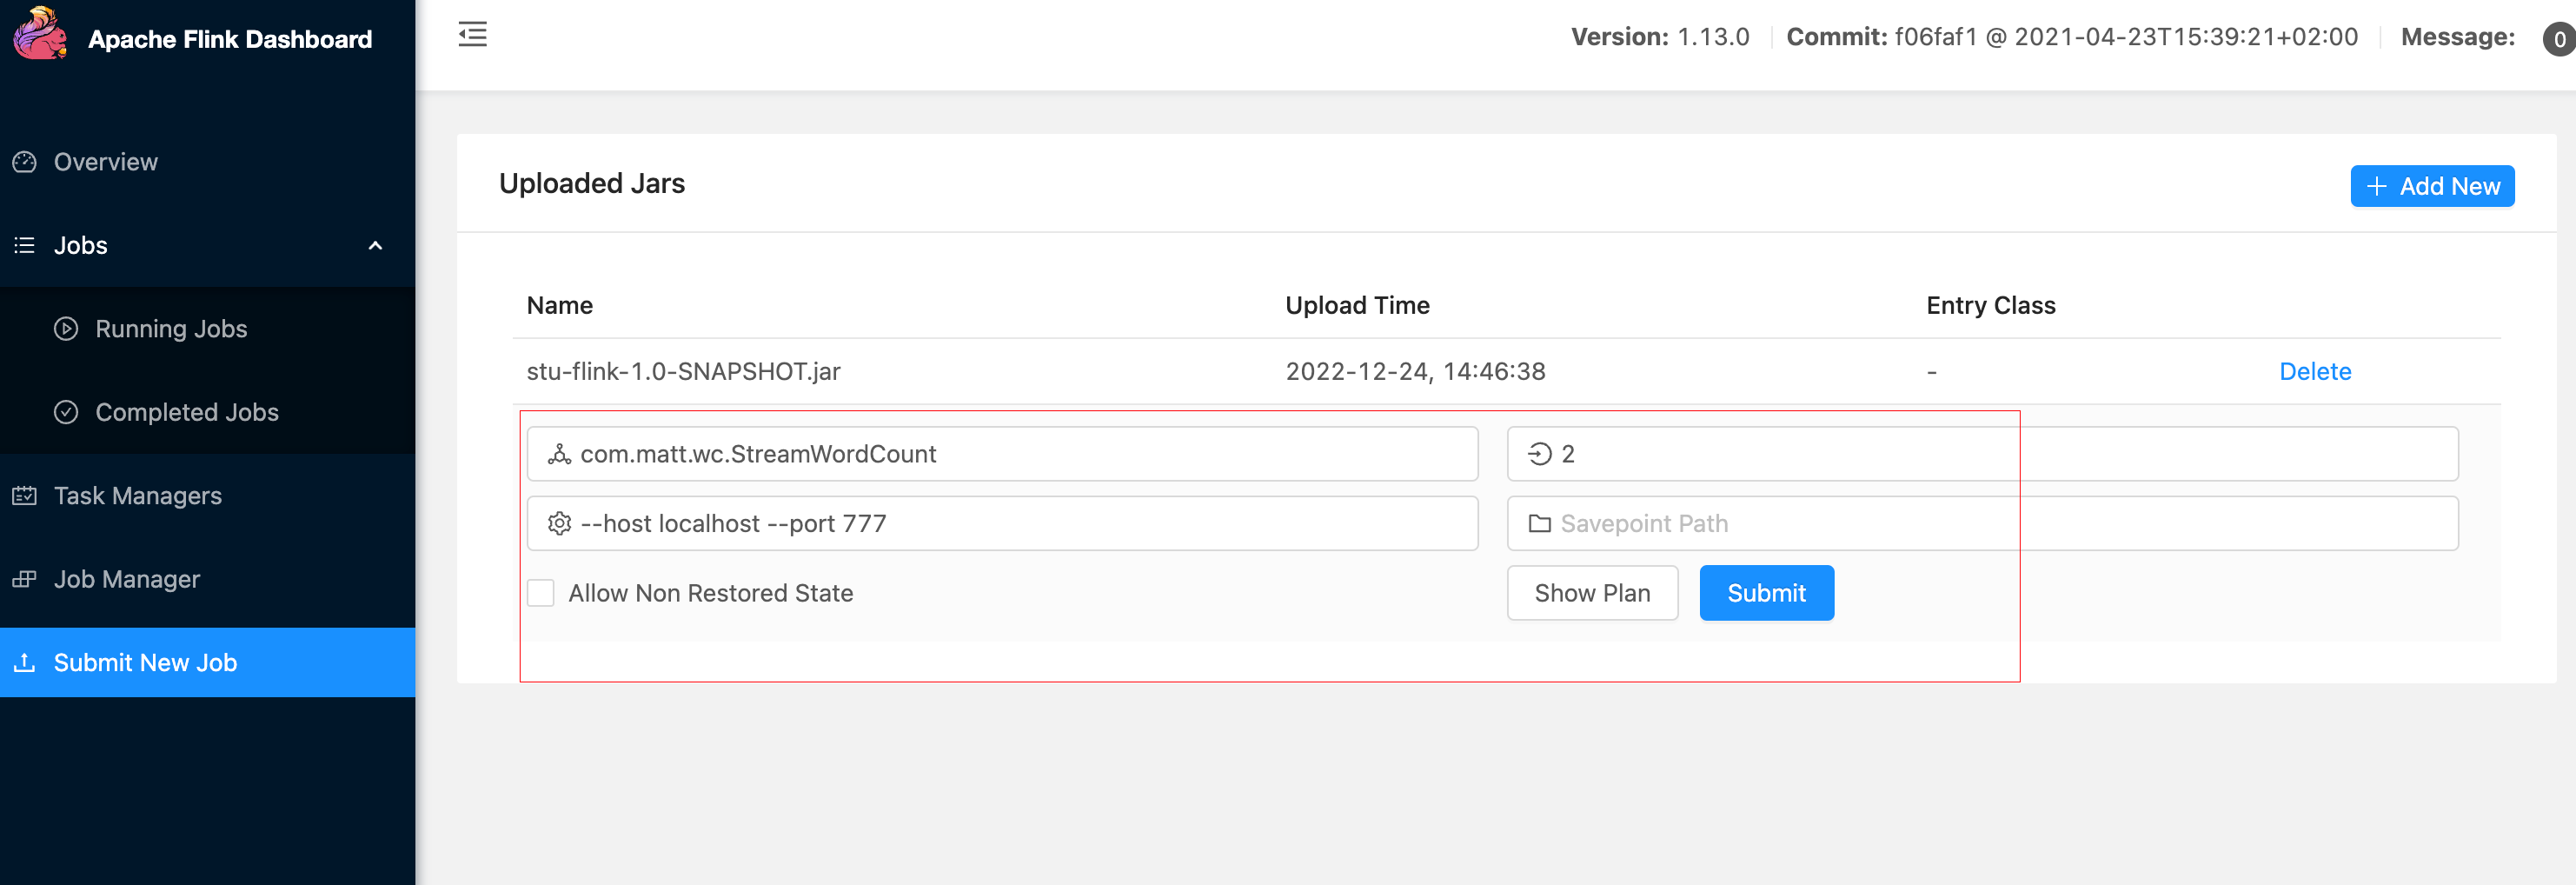 Apache Flink Dashboard
Version: 1.13.0 Commit: f06faf1 @ 2021-04-23T15:39:21+02:00 Message: 0
Overview
Jobs
Running Jobs
Completed Jobs
Task Managers
Job Manager
Submit New Job
Uploaded Jars
+ Add New
Name Upload Time Entry Class
stu-flink-1.0-SNAPSHOT.jar 2022-12-24, 14:46:38 - Delete
com.matt.wc.StreamWordCount 2
--host localhost --port 777 Savepoint Path
Allow Non Restored State Show Plan Submit